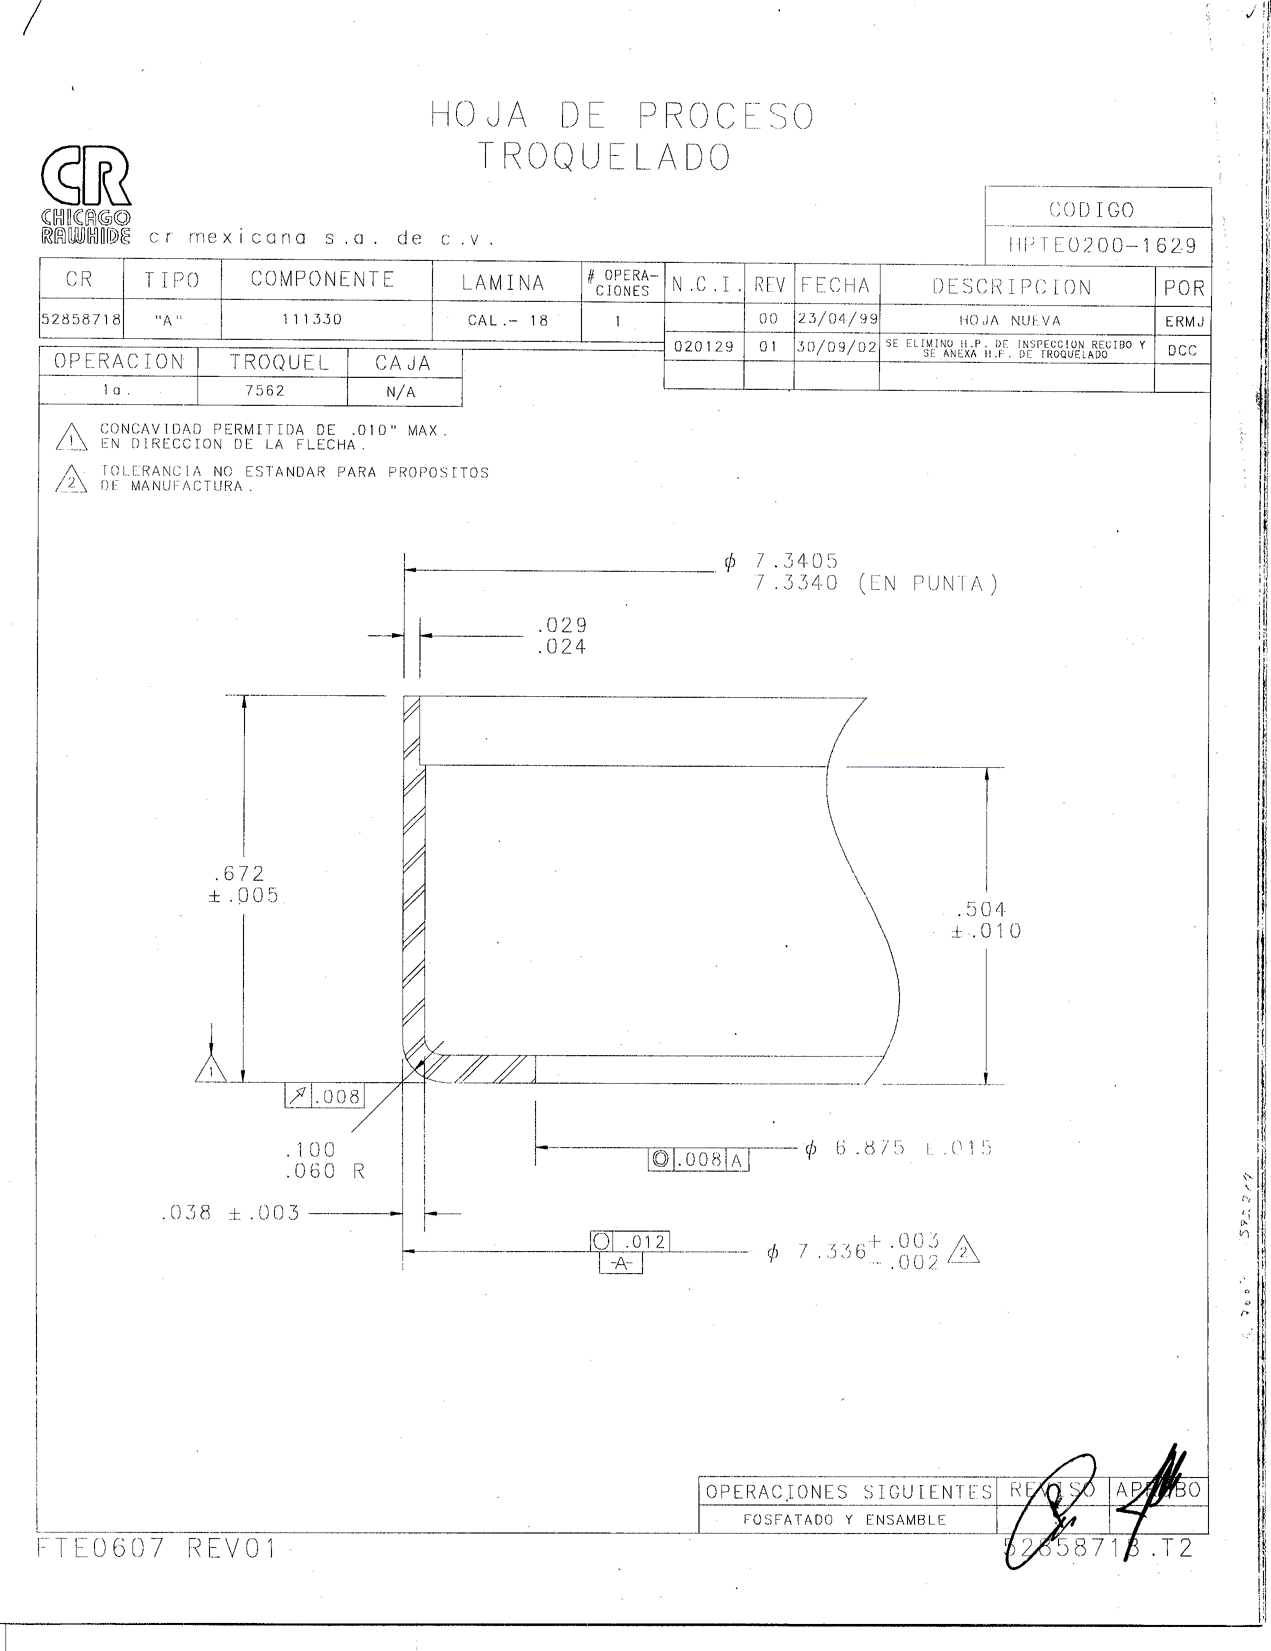 HOJA DE PROCESO
TROQUELADO
CR
CHICAGO
RAWHIDE
cr mexicana s.a. de c.v.
CODIGO
HPTE0200-1629
CR TIPO COMPONENTE LAMINA # OPERA-CIONES N.C.I. REV FECHA DESCRIPCION POR
52858718 "A" 111330 CAL.- 18 1 00 23/04/99 HOJA NUEVA ERMJ
020129 01 30/09/02 SE ELIMINO H.P. DE INSPECCION RECIBO Y
SE ANEXA H.P. DE TROQUELADO DCC
OPERACION TROQUEL CAJA
1a. 7562 N/A
1 CONCAVIDAD PERMITIDA DE .010" MAX.
EN DIRECCION DE LA FLECHA.
2 TOLERANCIA NO ESTANDAR PARA PROPOSITOS
DE MANUFACTURA.
ϕ 7.3405
7.3340 (EN PUNTA)
.029
.024
.672
±.005
.504
±.010
1
.008
.100
.060 R
.008 A
ϕ 6.875 ±.015
.038 ±.003
.012
-A-
ϕ 7.336 +.003
-.002 2
OPERACIONES SIGUIENTES REVISO APROBO
FOSFATADO Y ENSAMBLE
FTE0607 REV01
52858718.T2